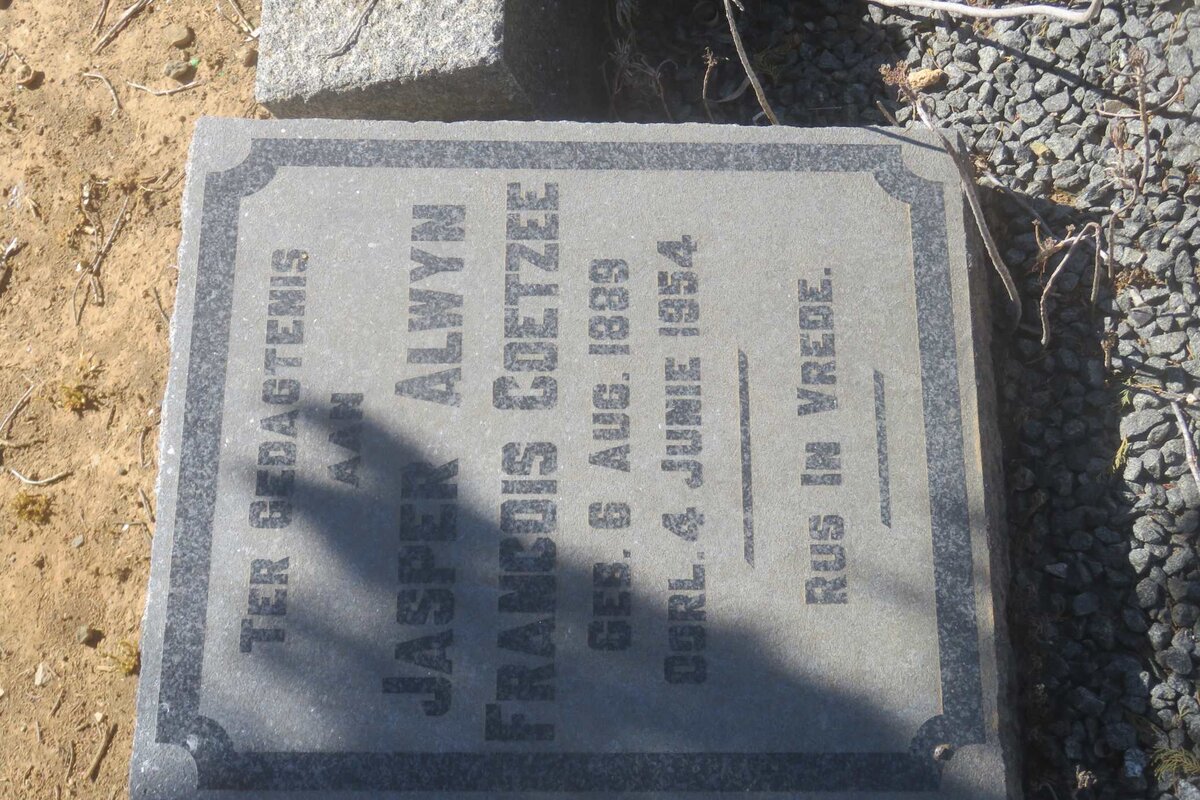 TER GEDAGTENIS
AAN
JASPER ALWYN
FRANCOIS COETZEE
GEB. 6 AUG. 1889
OORL. 4 JUNIE 1954
RUS IN VREDE.